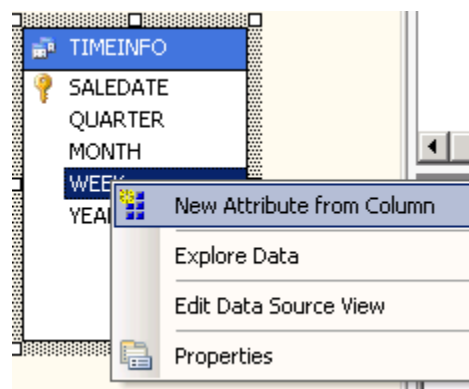 TIMEINFO
SALEDATE
QUARTER
MONTH
WEEK
New Attribute from Column
Explore Data
Edit Data Source View
Properties